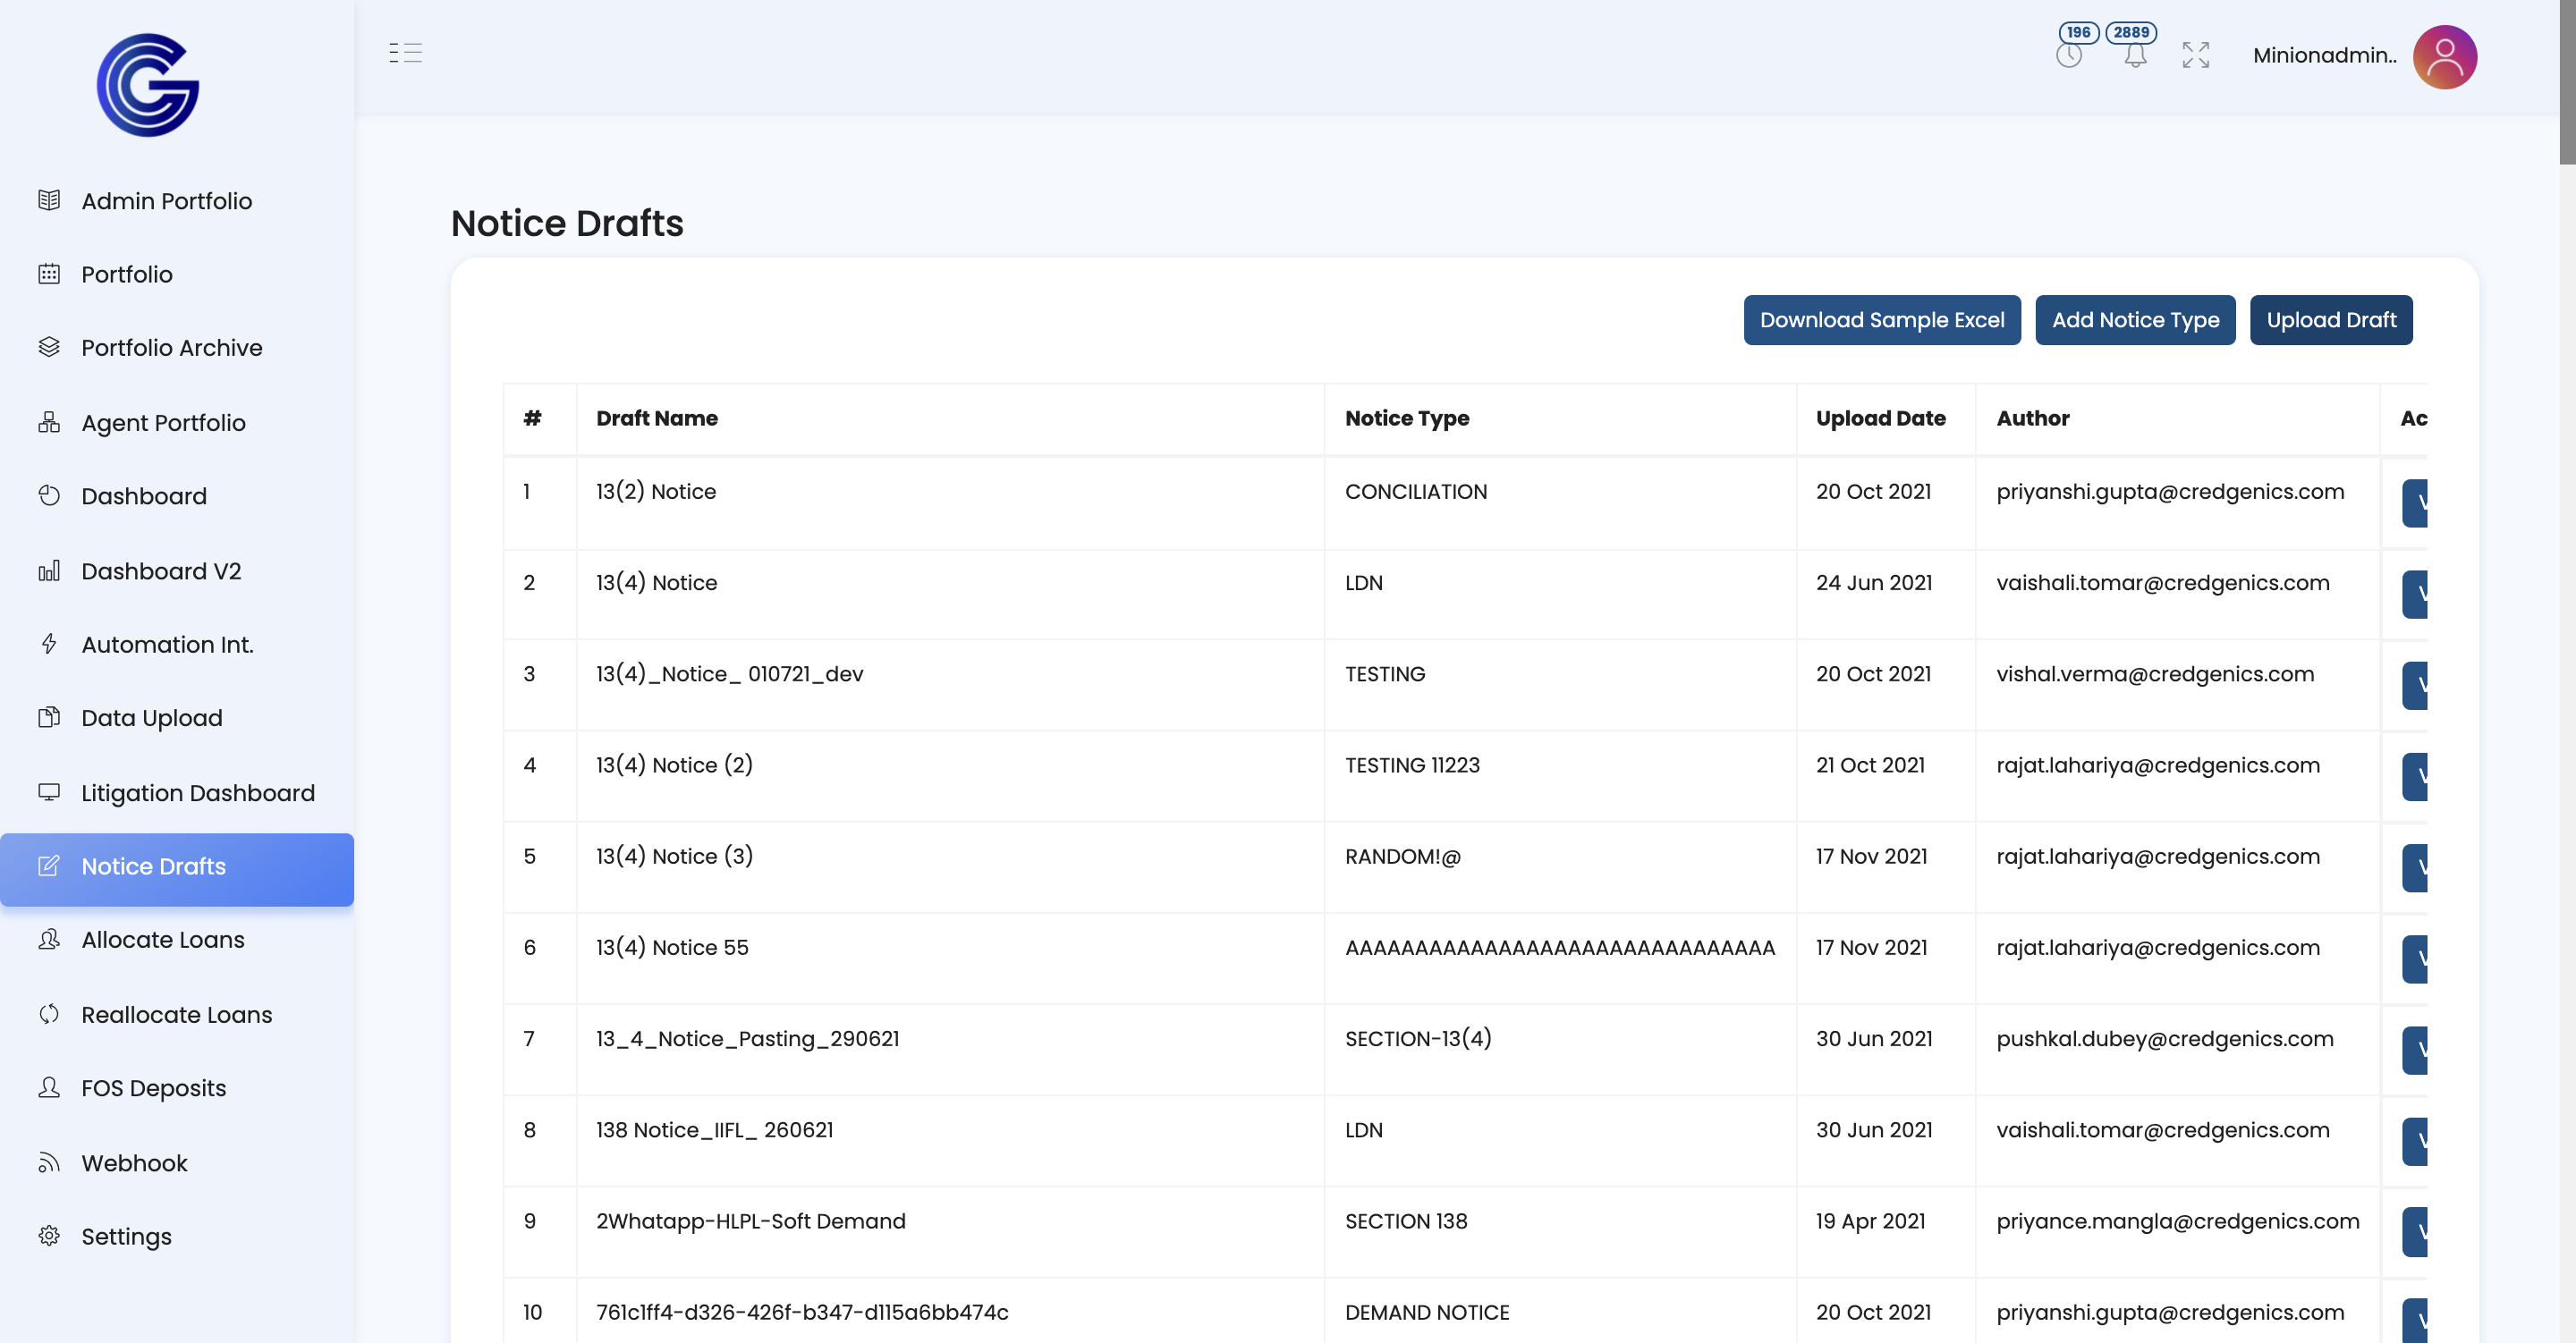 196 2889
Minionadmin..
Admin Portfolio
Portfolio
Portfolio Archive
Agent Portfolio
Dashboard
Dashboard V2
Automation Int.
Data Upload
Litigation Dashboard
Notice Drafts
Allocate Loans
Reallocate Loans
FOS Deposits
Webhook
Settings
Notice Drafts
Download Sample Excel Add Notice Type Upload Draft
# Draft Name Notice Type Upload Date Author Ac
1 13(2) Notice CONCILIATION 20 Oct 2021 priyanshi.gupta@credgenics.com
2 13(4) Notice LDN 24 Jun 2021 vaishali.tomar@credgenics.com
3 13(4)_Notice_ 010721_dev TESTING 20 Oct 2021 vishal.verma@credgenics.com
4 13(4) Notice (2) TESTING 11223 21 Oct 2021 rajat.lahariya@credgenics.com
5 13(4) Notice (3) RANDOM!@ 17 Nov 2021 rajat.lahariya@credgenics.com
6 13(4) Notice 55 AAAAAAAAAAAAAAAAAAAAAAAAAAAAAAA 17 Nov 2021 rajat.lahariya@credgenics.com
7 13_4_Notice_Pasting_290621 SECTION-13(4) 30 Jun 2021 pushkal.dubey@credgenics.com
8 138 Notice_IIFL_ 260621 LDN 30 Jun 2021 vaishali.tomar@credgenics.com
9 2Whatapp-HLPL-Soft Demand SECTION 138 19 Apr 2021 priyance.mangla@credgenics.com
10 761c1ff4-d326-426f-b347-d115a6bb474c DEMAND NOTICE 20 Oct 2021 priyanshi.gupta@credgenics.com